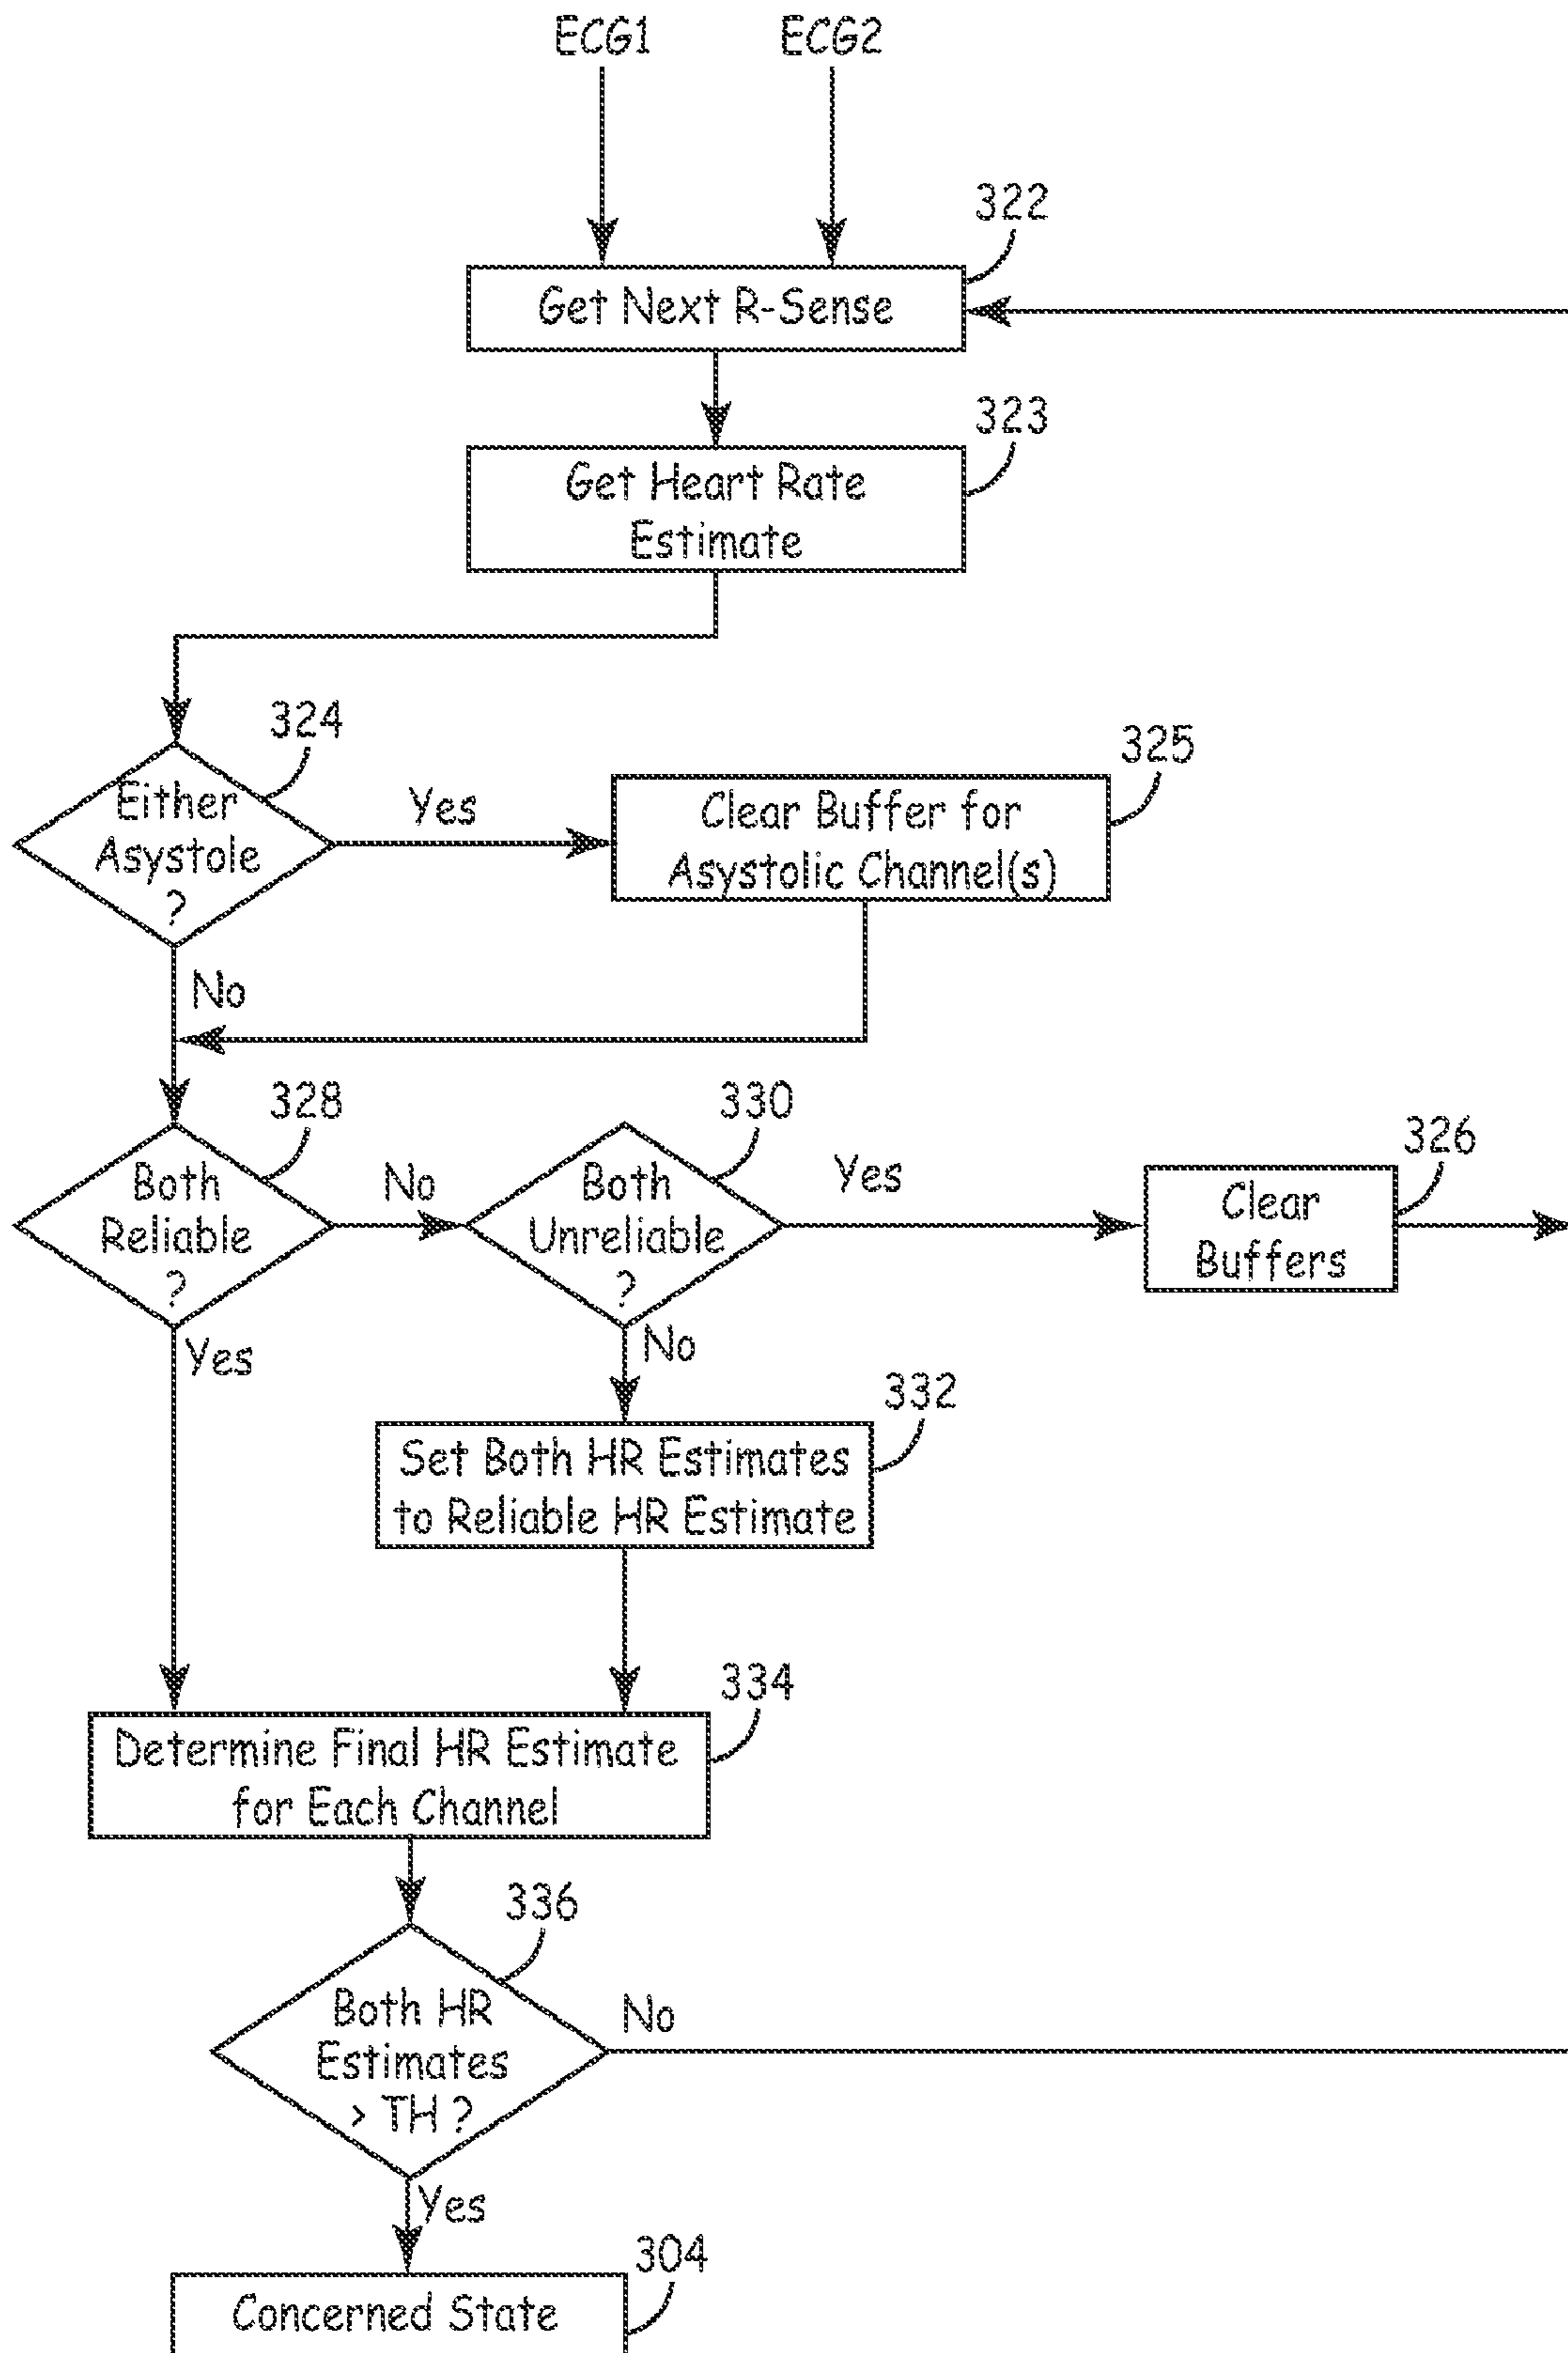 ECG1
ECG2
322
Get Next R-Sense
323
Get Heart Rate
Estimate
324
Either
Asystole
?
Yes
325
Clear Buffer for
Asystolic Channel(s)
No
328
Both
Reliable
?
No
330
Both
Unreliable
?
Yes
326
Clear
Buffers
Yes
No
332
Set Both HR Estimates
to Reliable HR Estimate
334
Determine Final HR Estimate
for Each Channel
336
Both HR
Estimates
> TH ?
No
Yes
304
Concerned State